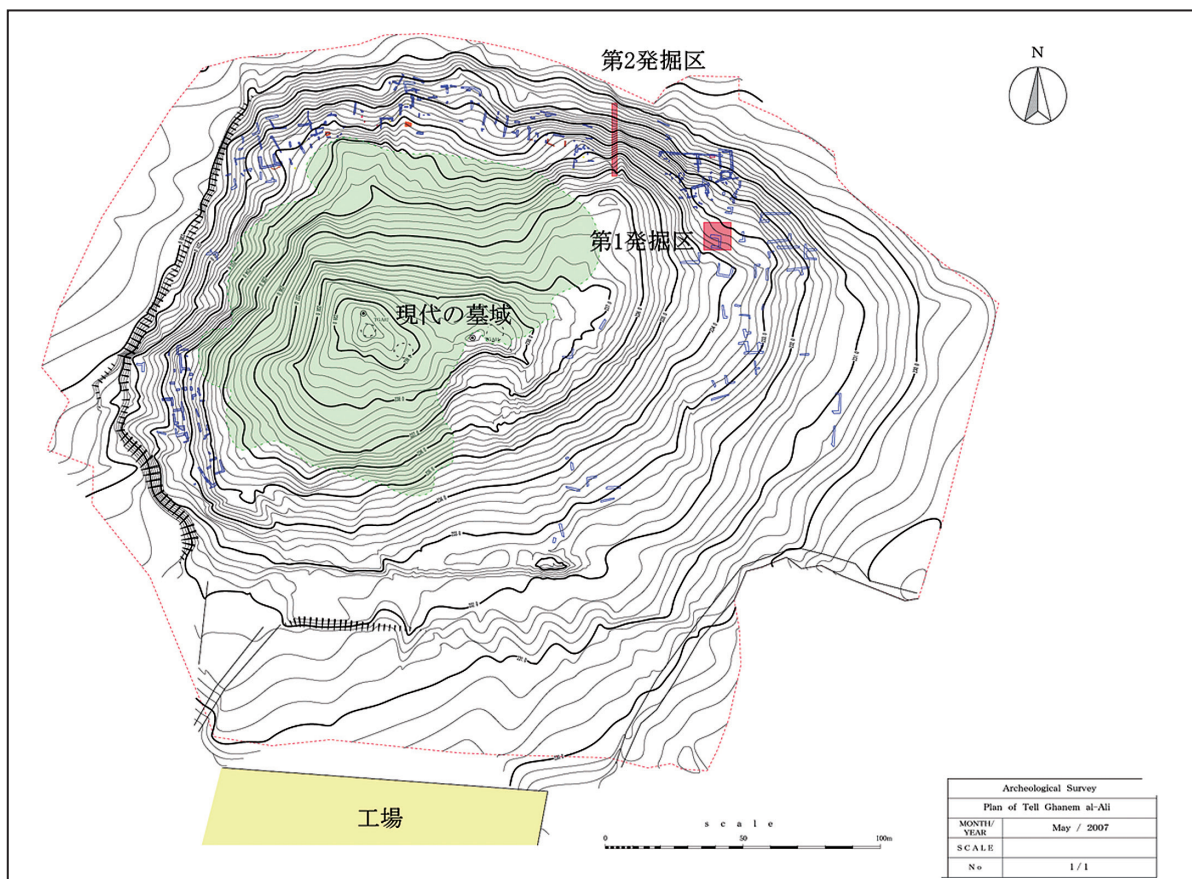 第2発掘区
N
第1発掘区
現代の墓域
工場
scale
0 50 100m
Archeological Survey
Plan of Tell Ghanem al-Ali
MONTH/YEAR May / 2007
SCALE
No 1/1